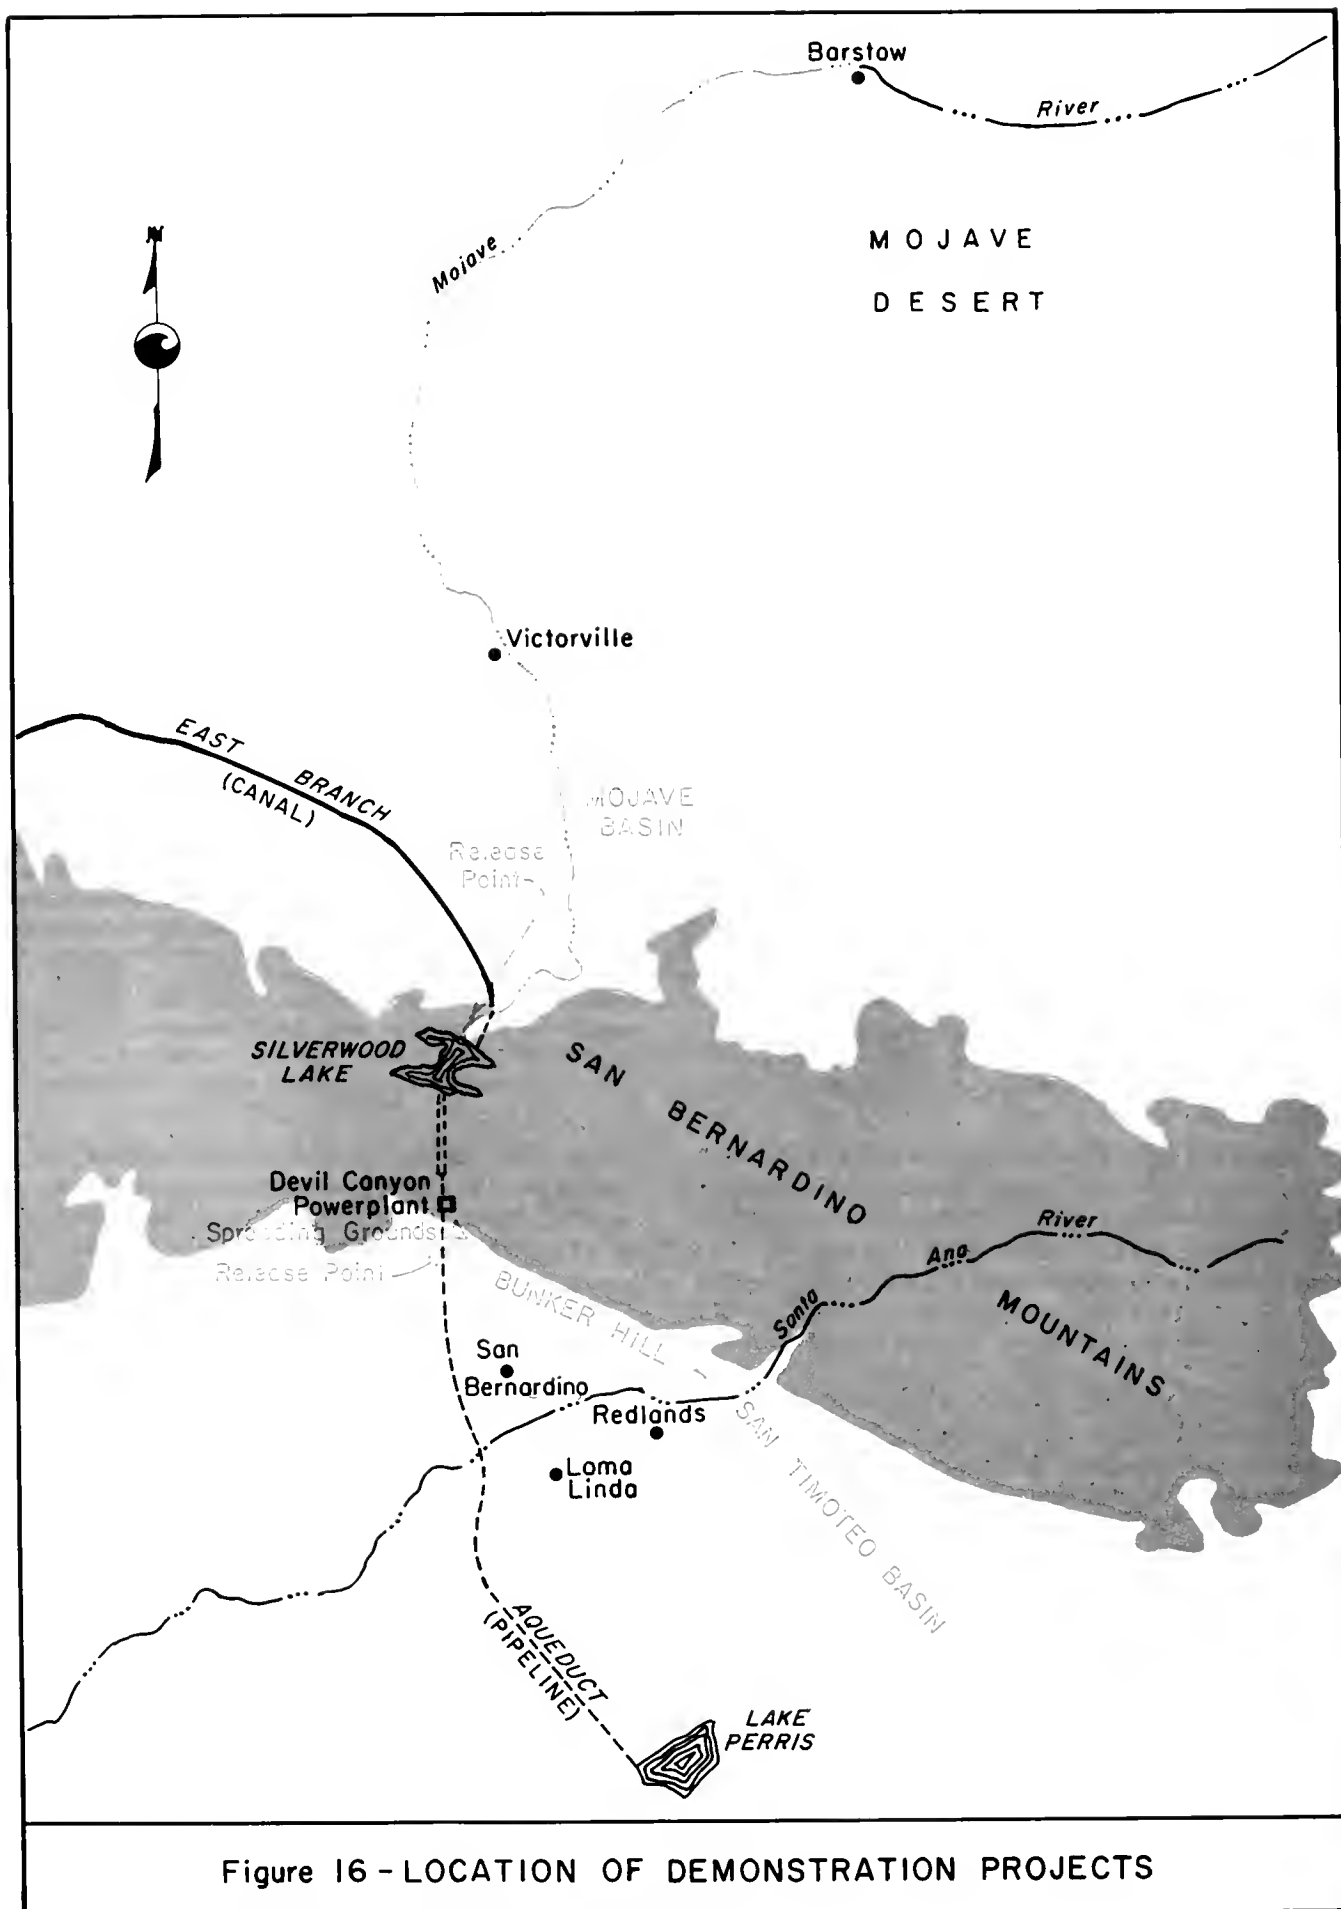 Barstow
River
Mojave
MOJAVE
DESERT
N
Victorville
EAST BRANCH
(CANAL)
MOJAVE
BASIN
Release
Point
SILVERWOOD
LAKE
SAN BERNARDINO
MOUNTAINS
Devil Canyon
Powerplant
Spreading Grounds
Release Point
BUNKER HILL – SAN TIMOTEO BASIN
Santa Ana River
San
Bernardino
Redlands
Loma
Linda
AQUEDUCT
(PIPELINE)
LAKE
PERRIS
Figure 16 – LOCATION OF DEMONSTRATION PROJECTS